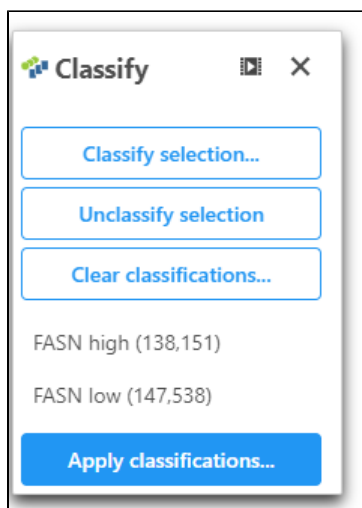 Classify
Classify selection...
Unclassify selection
Clear classifications...
FASN high (138,151)
FASN low (147,538)
Apply classifications...